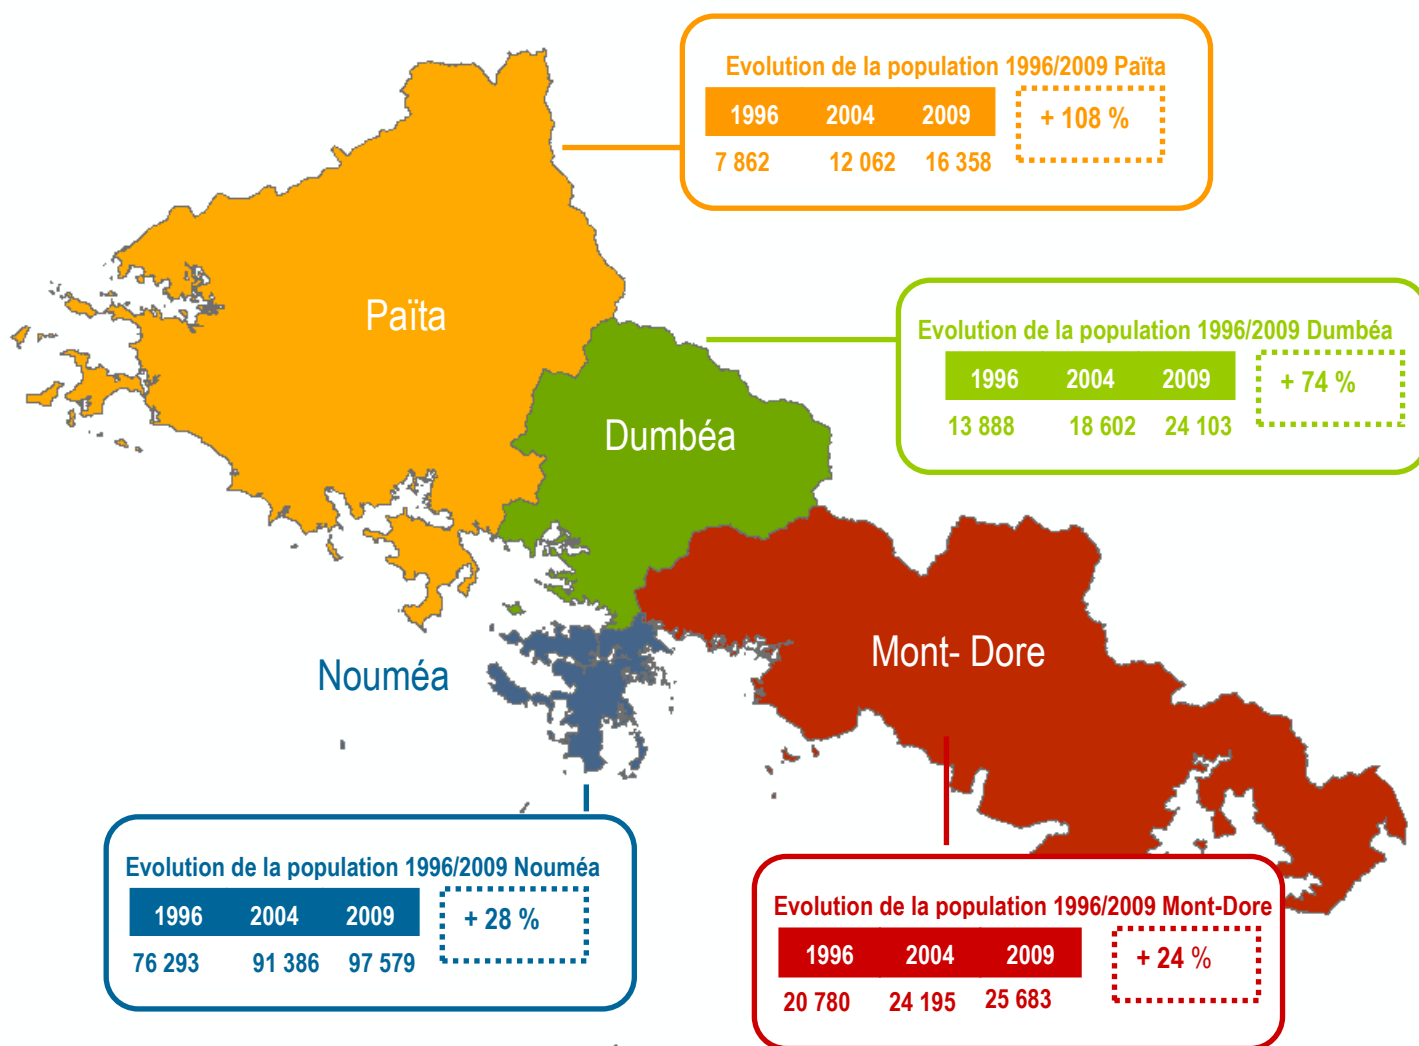 Evolution de la population 1996/2009 Païta
1996 2004 2009
+ 108 %
7 862 12 062 16 358
Païta
Evolution de la population 1996/2009 Dumbéa
1996 2004 2009
+ 74 %
13 888 18 602 24 103
Dumbéa
Mont- Dore
Nouméa
Evolution de la population 1996/2009 Nouméa
1996 2004 2009
+ 28 %
76 293 91 386 97 579
Evolution de la population 1996/2009 Mont-Dore
1996 2004 2009
+ 24 %
20 780 24 195 25 683